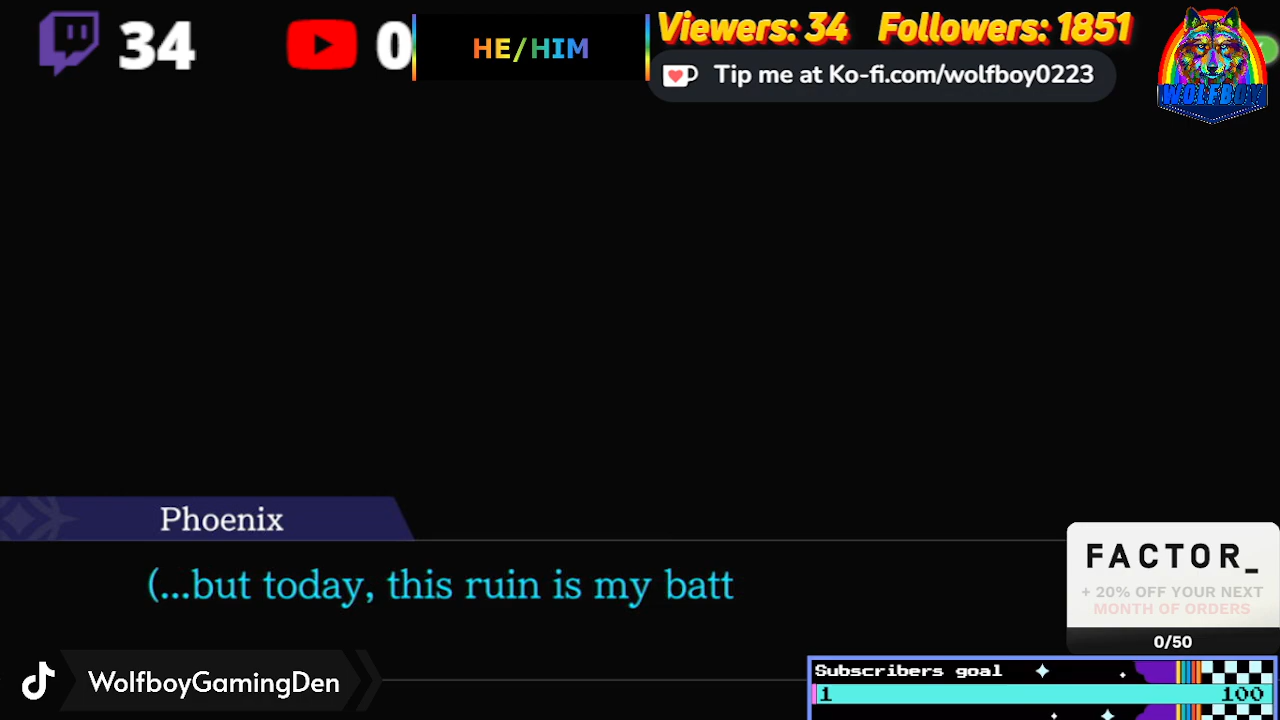 34
0
HE/HIM
Viewers: 34 Followers: 1851
Tip me at Ko-fi.com/wolfboy0223
WOLFBOY
Phoenix
(...but today, this ruin is my batt
FACTOR_
+ 20% OFF YOUR NEXT
MONTH OF ORDERS
0/50
WolfboyGamingDen
Subscribers goal
1
100